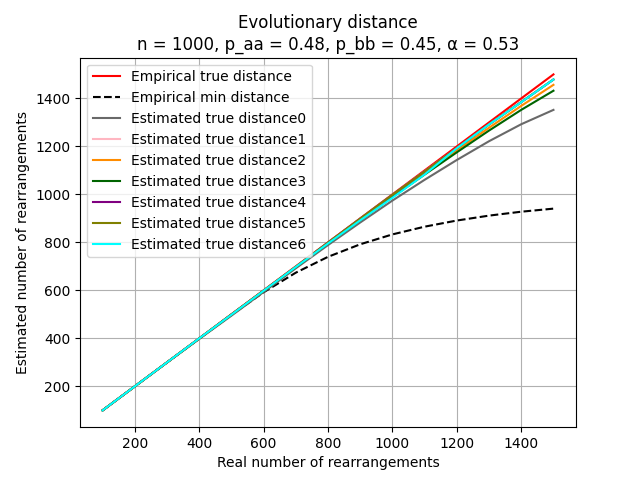 Evolutionary distance
n = 1000, p_aa = 0.48, p_bb = 0.45, α = 0.53
Estimated number of rearrangements
1400
1200
1000
800
600
400
200
Empirical true distance
Empirical min distance
Estimated true distance0
Estimated true distance1
Estimated true distance2
Estimated true distance3
Estimated true distance4
Estimated true distance5
Estimated true distance6
200 400 600 800 1000 1200 1400
Real number of rearrangements